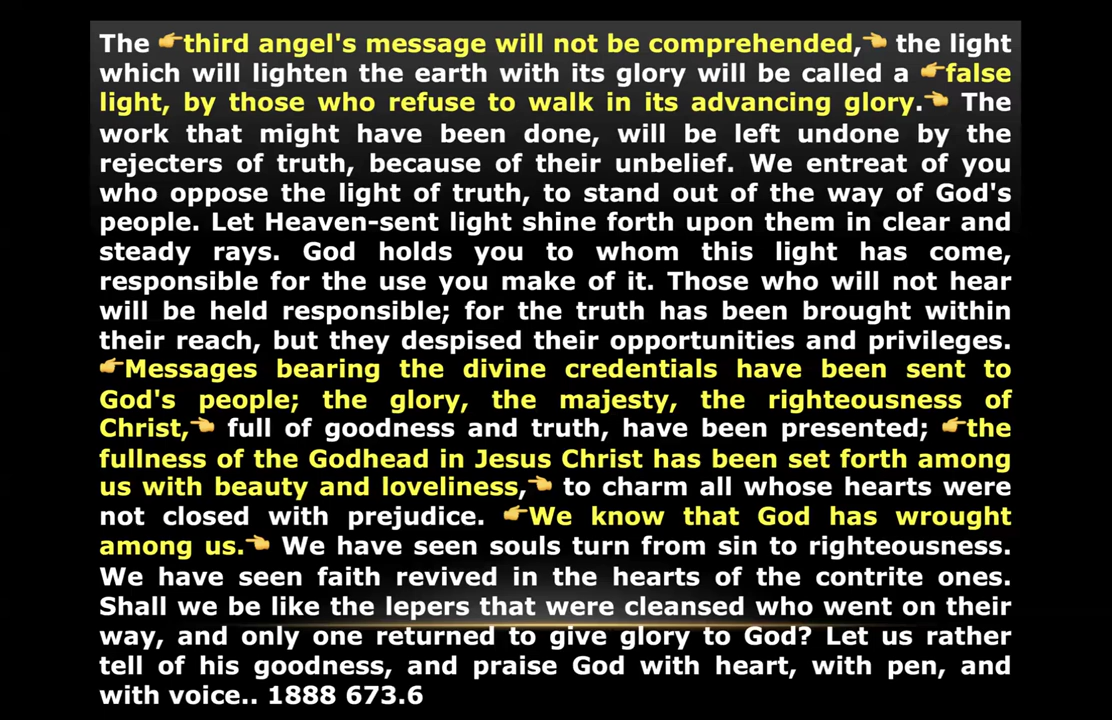 The 👉third angel's message will not be comprehended,👈 the light
which will lighten the earth with its glory will be called a 👉false
light, by those who refuse to walk in its advancing glory.👈 The
work that might have been done, will be left undone by the
rejecters of truth, because of their unbelief. We entreat of you
who oppose the light of truth, to stand out of the way of God's
people. Let Heaven-sent light shine forth upon them in clear and
steady rays. God holds you to whom this light has come,
responsible for the use you make of it. Those who will not hear
will be held responsible; for the truth has been brought within
their reach, but they despised their opportunities and privileges.
👉Messages bearing the divine credentials have been sent to
God's people; the glory, the majesty, the righteousness of
Christ,👈 full of goodness and truth, have been presented; 👉the
fullness of the Godhead in Jesus Christ has been set forth among
us with beauty and loveliness,👈 to charm all whose hearts were
not closed with prejudice. 👉We know that God has wrought
among us.👈 We have seen souls turn from sin to righteousness.
We have seen faith revived in the hearts of the contrite ones.
Shall we be like the lepers that were cleansed who went on their
way, and only one returned to give glory to God? Let us rather
tell of his goodness, and praise God with heart, with pen, and
with voice.. 1888 673.6